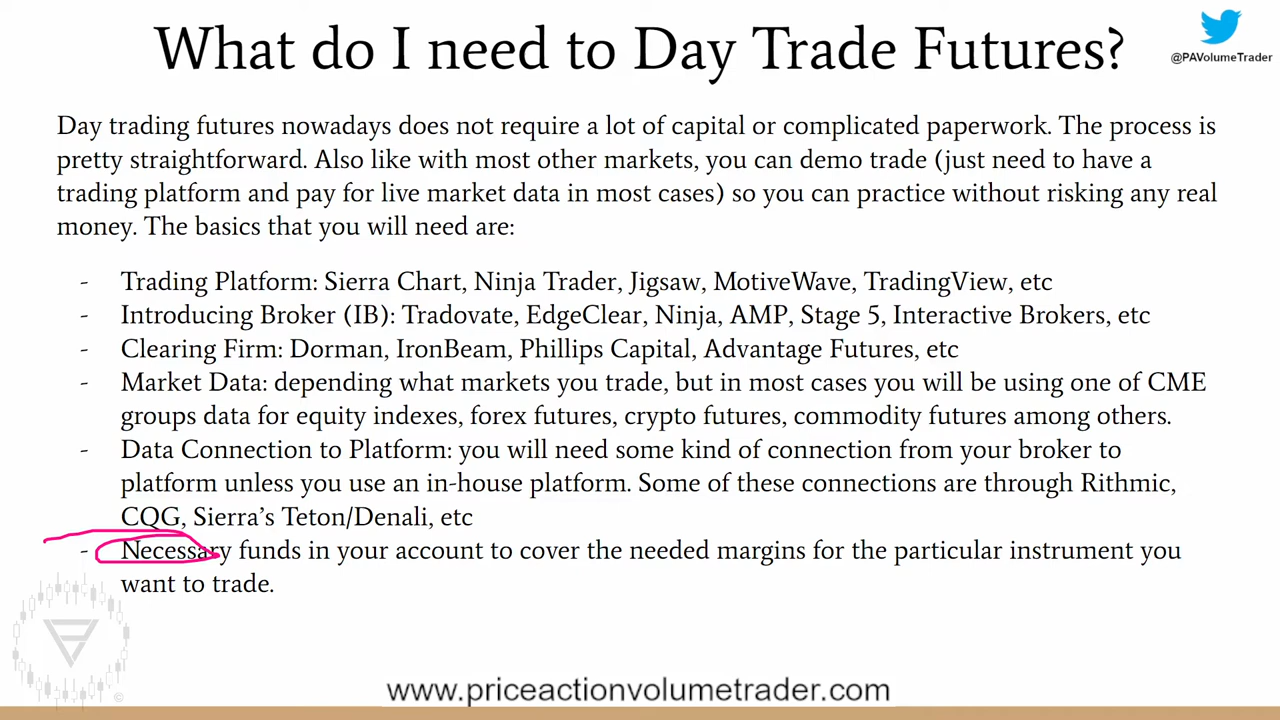 What do I need to Day Trade Futures?
@PAVolumeTrader
Day trading futures nowadays does not require a lot of capital or complicated paperwork. The process is
pretty straightforward. Also like with most other markets, you can demo trade (just need to have a
trading platform and pay for live market data in most cases) so you can practice without risking any real
money. The basics that you will need are:
- Trading Platform: Sierra Chart, Ninja Trader, Jigsaw, MotiveWave, TradingView, etc
- Introducing Broker (IB): Tradovate, EdgeClear, Ninja, AMP, Stage 5, Interactive Brokers, etc
- Clearing Firm: Dorman, IronBeam, Phillips Capital, Advantage Futures, etc
- Market Data: depending what markets you trade, but in most cases you will be using one of CME
groups data for equity indexes, forex futures, crypto futures, commodity futures among others.
- Data Connection to Platform: you will need some kind of connection from your broker to
platform unless you use an in-house platform. Some of these connections are through Rithmic,
CQG, Sierra's Teton/Denali, etc
- Necessary funds in your account to cover the needed margins for the particular instrument you
want to trade.
©
www.priceactionvolumetrader.com